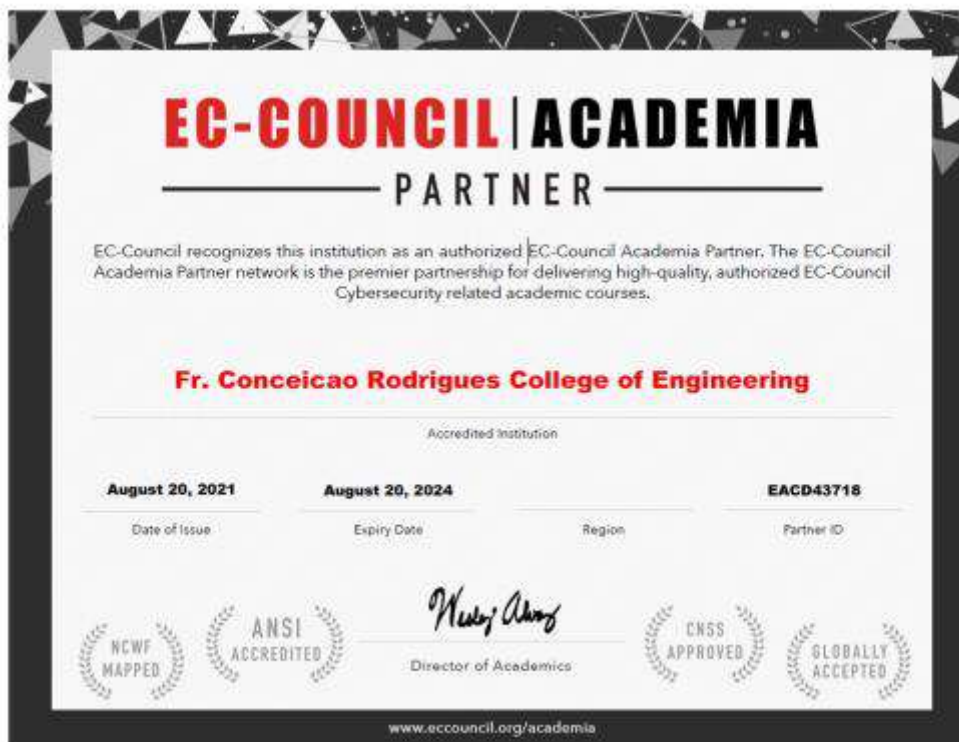 EC-COUNCIL | ACADEMIA
PARTNER
EC-Council recognizes this institution as an authorized EC-Council Academia Partner. The EC-Council
Academia Partner network is the premier partnership for delivering high-quality, authorized EC-Council
Cybersecurity related academic courses.
Fr. Conceicao Rodrigues College of Engineering
Accredited Institution
August 20, 2021 August 20, 2024 EACD43718
Date of Issue Expiry Date Region Partner ID
NCWF
MAPPED
ANSI
ACCREDITED
Director of Academics
CNSS
APPROVED
GLOBALLY
ACCEPTED
www.eccouncil.org/academia